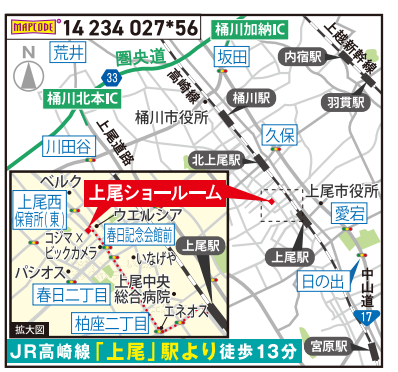 MAPCODE® 14 234 027*56
桶川加納IC
上越新幹線
N
荒井
圏央道
坂田
内宿駅
33
高崎線
羽貫駅
桶川北本IC
桶川駅
桶川市役所
上尾道路
久保
川田谷
北上尾駅
ベルク
上尾ショールーム
上尾市役所
上尾西
保育所(東)
ウエルシア
愛宕
春日記念会館前
コジマ×
ビックカメラ
上尾駅
いなげや
上尾駅
パシオス
上尾中央
総合病院
日の出
中山道
春日二丁目
エネオス
17
柏座二丁目
拡大図
宮原駅
JR高崎線「上尾」駅より徒歩13分